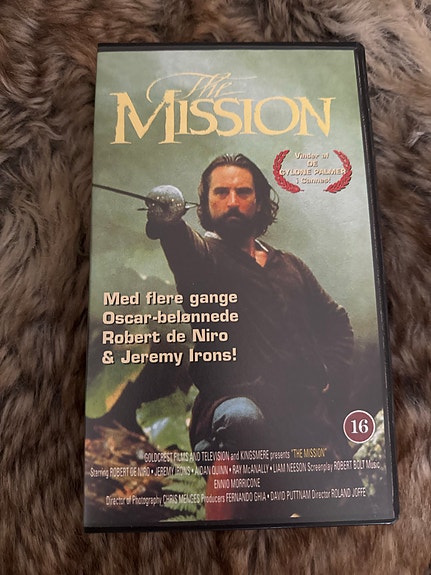 The
MISSION
Vinder af
DE
GYLDNE PALMER
i Cannes!
Med flere gange
Oscar-belønnede
Robert de Niro
& Jeremy Irons!
16
GOLDCREST FILMS AND TELEVISION and KINGSMERE presents "THE MISSION"
Starring ROBERT DE NIRO • JEREMY IRONS • AIDAN QUINN • RAY McANALLY • LIAM NEESON Screenplay ROBERT BOLT Music
ENNIO MORRICONE
Director of Photography CHRIS MENGES Producers FERNANDO GHIA • DAVID PUTTNAM Director ROLAND JOFFE